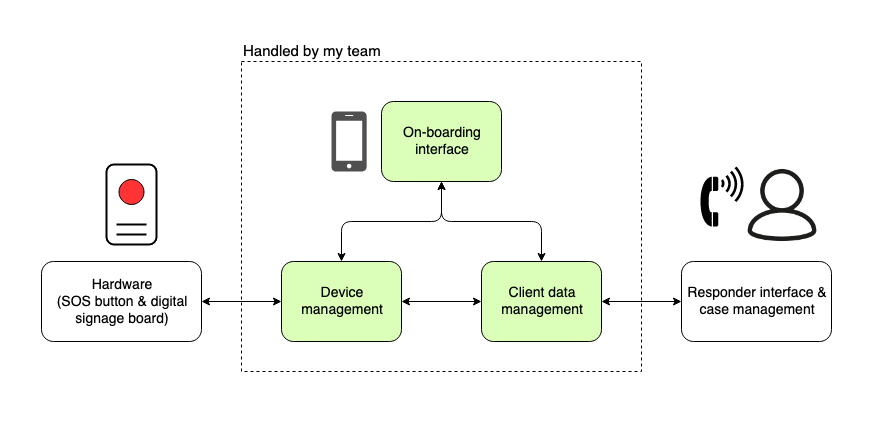 Handled by my team
On-boarding
interface
Hardware
(SOS button & digital
signage board)
Device
management
Client data
management
Responder interface &
case management